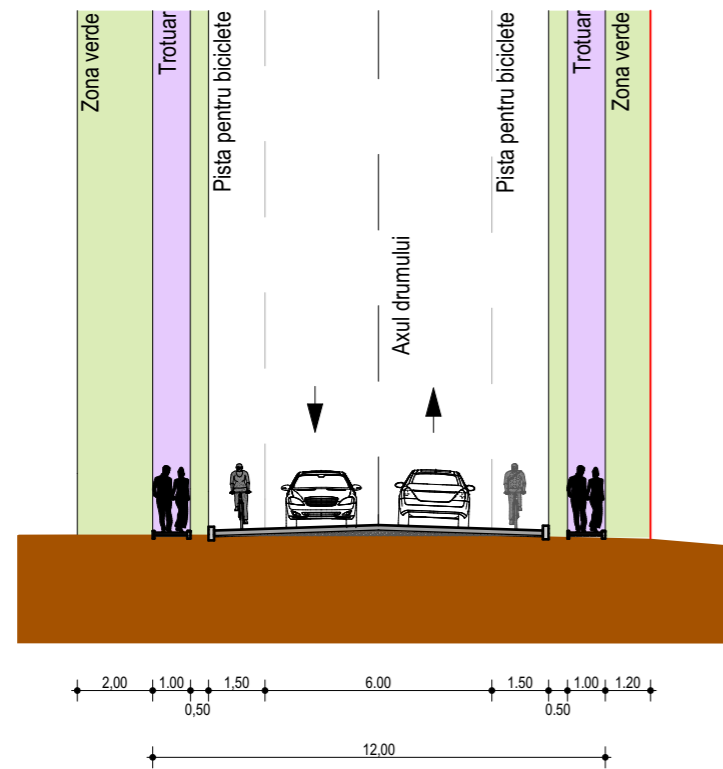 Zona verde
Trotuar
Pista pentru biciclete
Axul drumului
Pista pentru biciclete
Trotuar
Zona verde
2,00
1.00
0,50
1,50
6.00
1.50
0.50
1.00
1.20
12,00